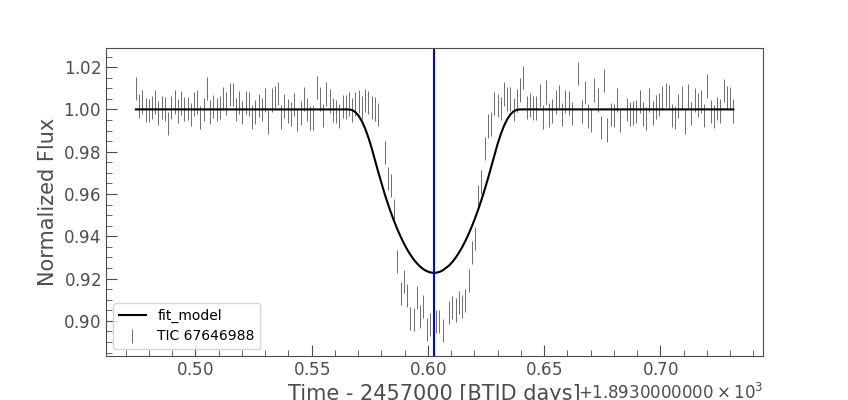 Normalized Flux
1.02
1.00
0.98
0.96
0.94
0.92
0.90
fit_model
TIC 67646988
0.50 0.55 0.60 0.65 0.70
Time - 2457000 [BTJD days]
+1.8930000000 × 10³